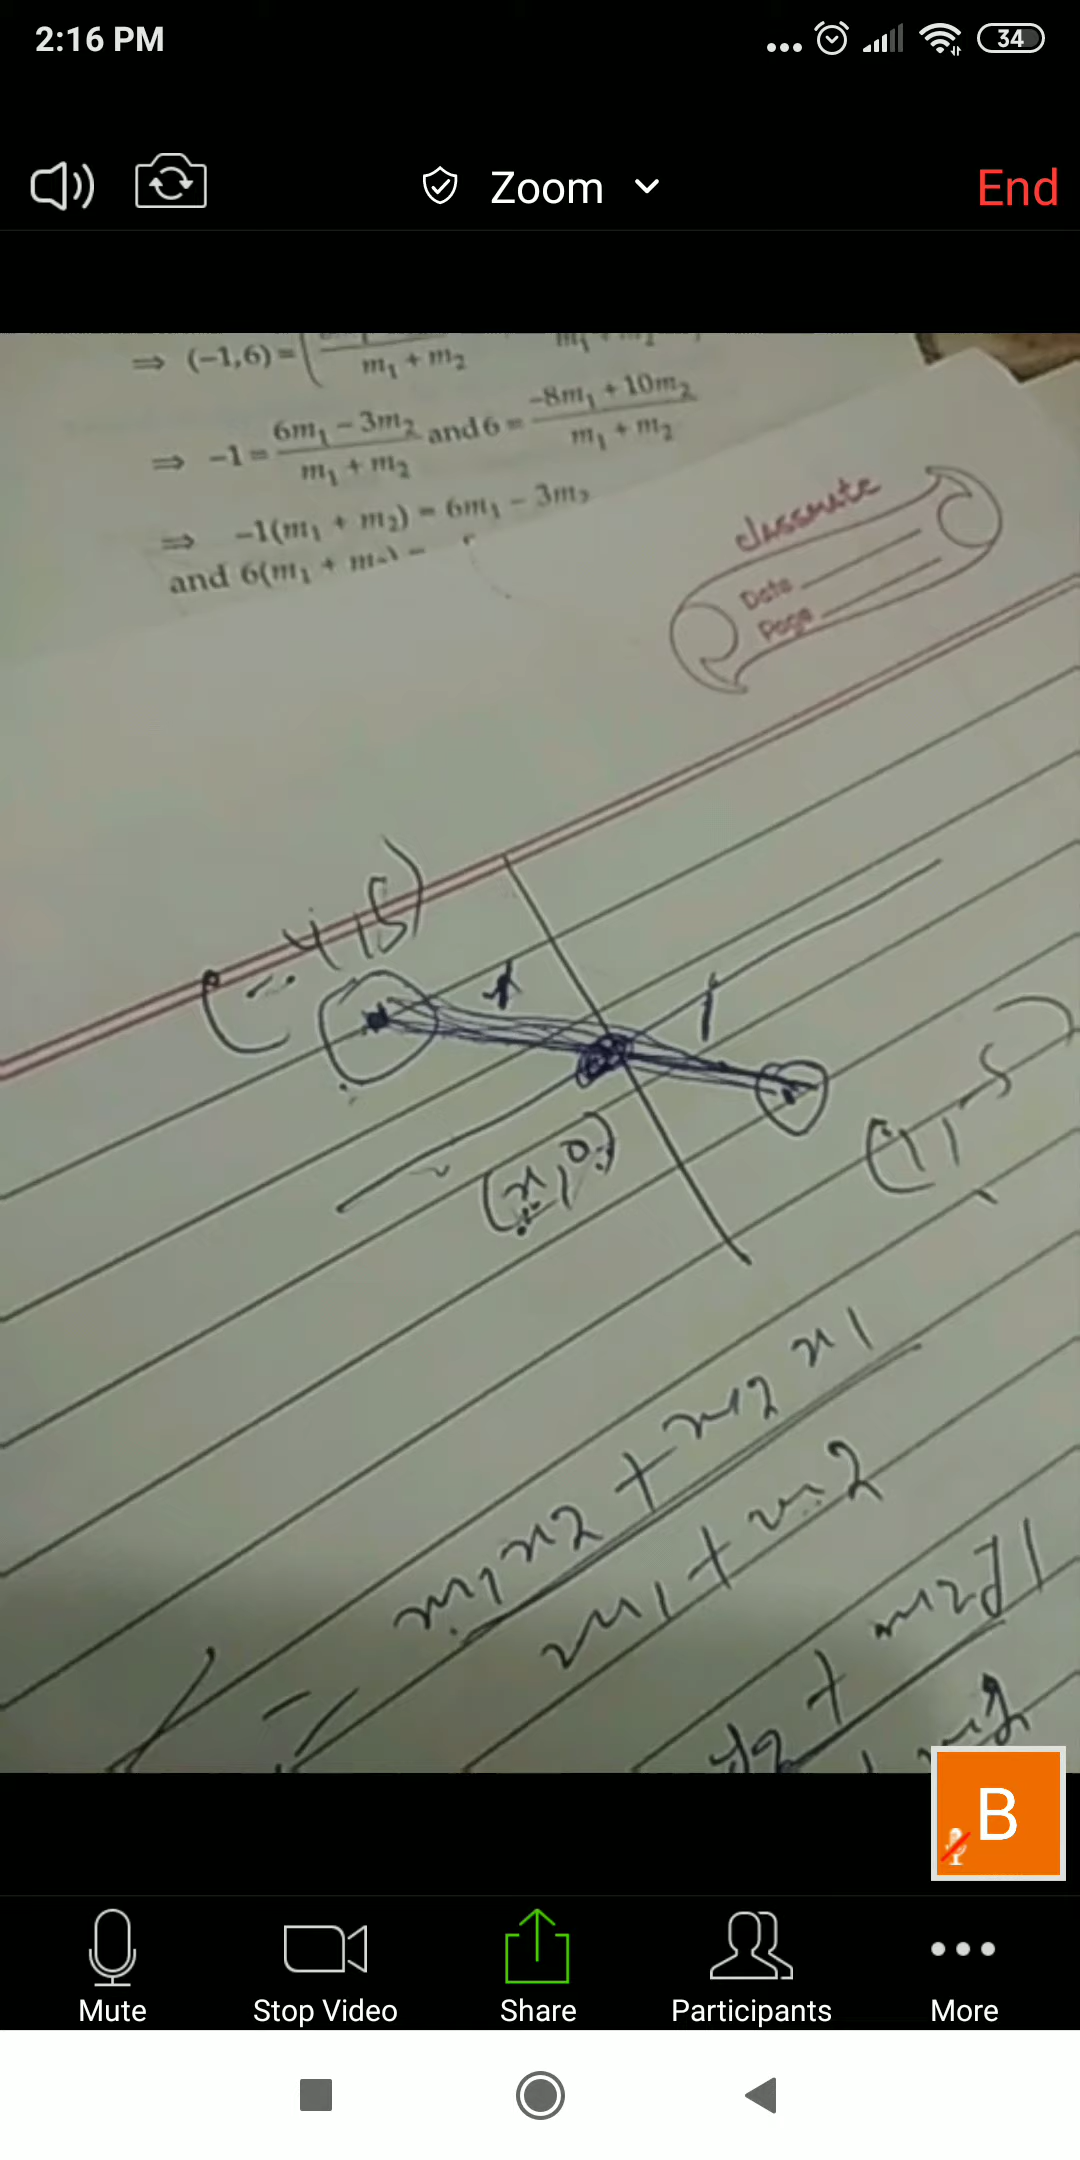 2:16 PM
34
Zoom
End
⇒ (−1,6) = ( m₁ + m₂
⇒ −1 = 6m₁ − 3m₂ / m₁ + m₂ and 6 = −8m₁ + 10m₂ / m₁ + m₂
⇒ −1(m₁ + m₂) = 6m₁ − 3m₂
and 6(m₁ +
classmate
Date
Page
(−4,5)
1
(x,0)
m₁x2 + m2x1
m1 + m2
+ m2y1
B
Mute
Stop Video
Share
Participants
More